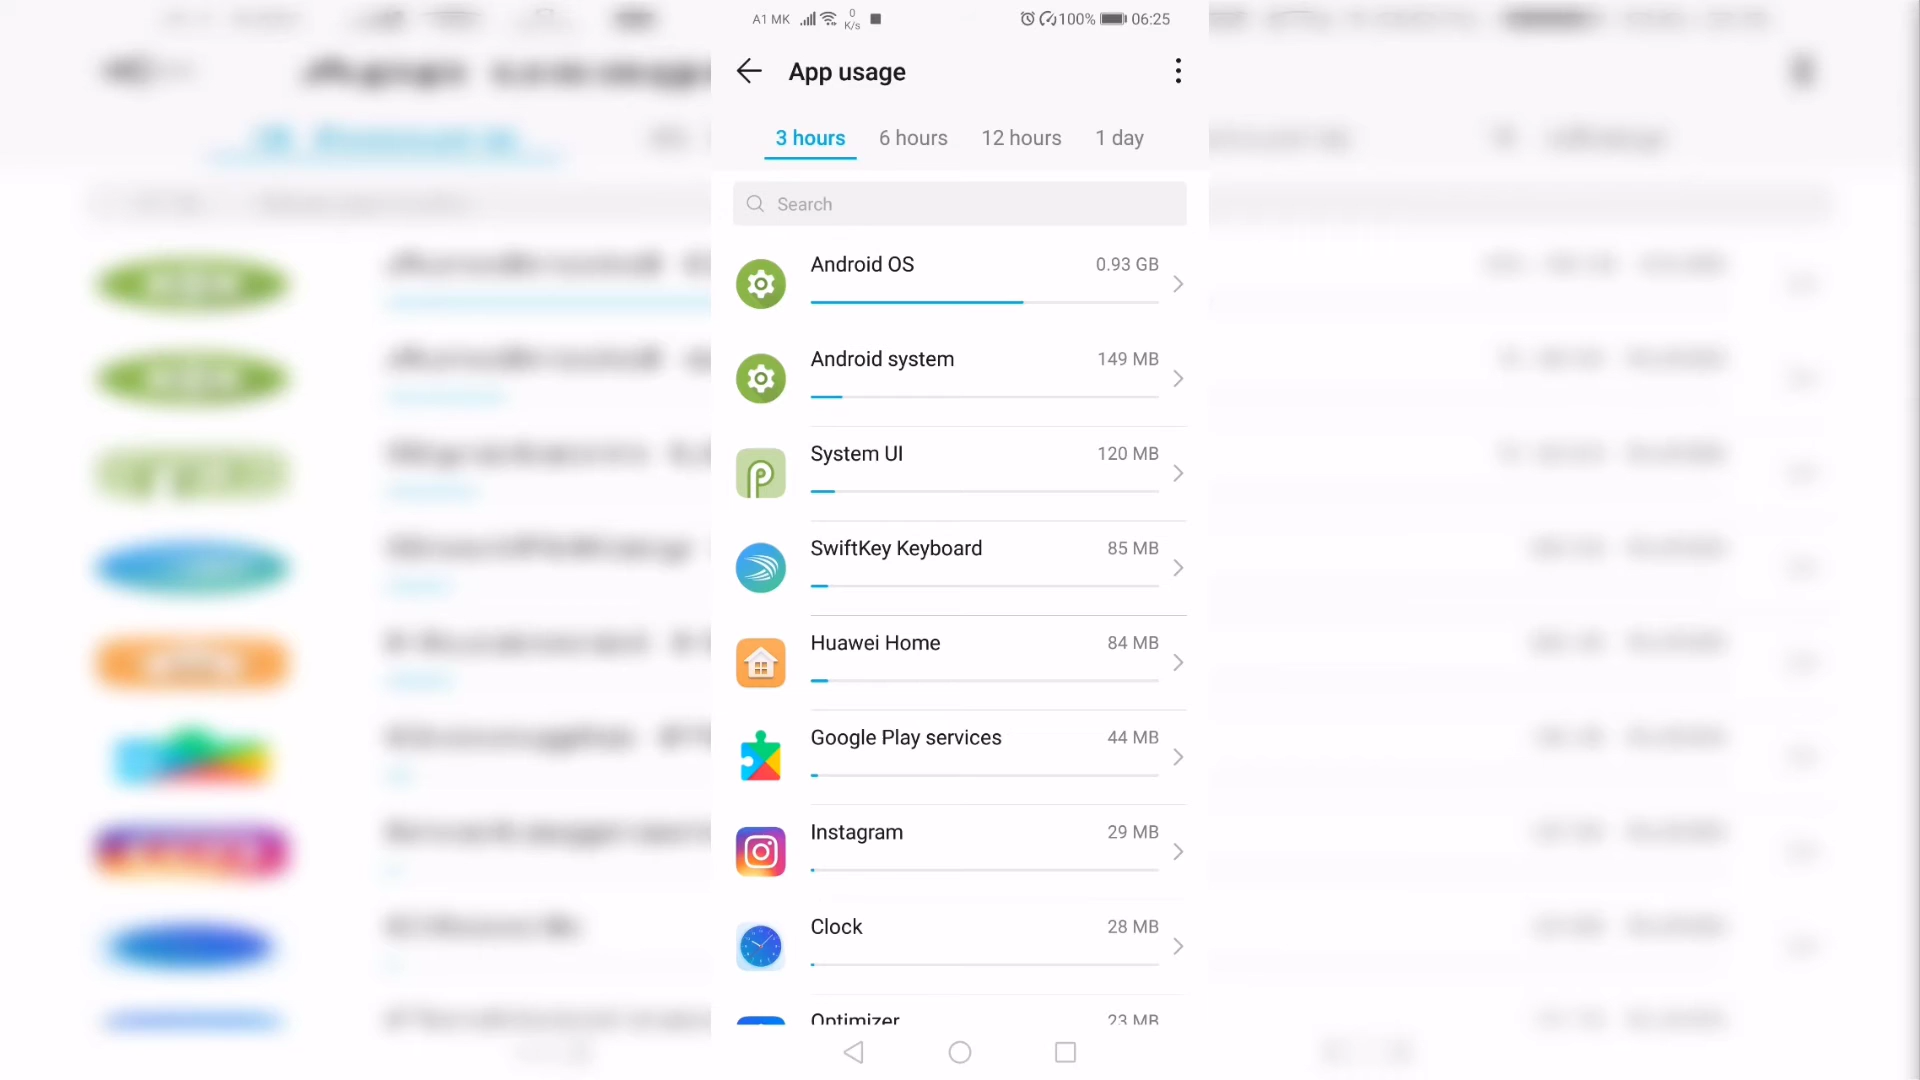 A1 MK 0 K/s 100% 06:25
App usage
3 hours 6 hours 12 hours 1 day
Search
Android OS 0.93 GB
Android system 149 MB
System UI 120 MB
SwiftKey Keyboard 85 MB
Huawei Home 84 MB
Google Play services 44 MB
Instagram 29 MB
Clock 28 MB
Optimizer 23 MB